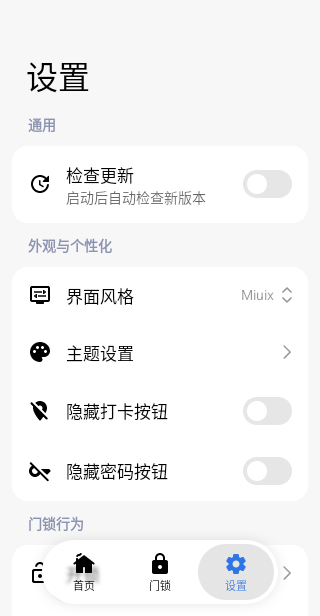 设置
通用
检查更新
启动后自动检查新版本
外观与个性化
界面风格
Miuix
主题设置
隐藏打卡按钮
隐藏密码按钮
门锁行为
首页
门锁
设置